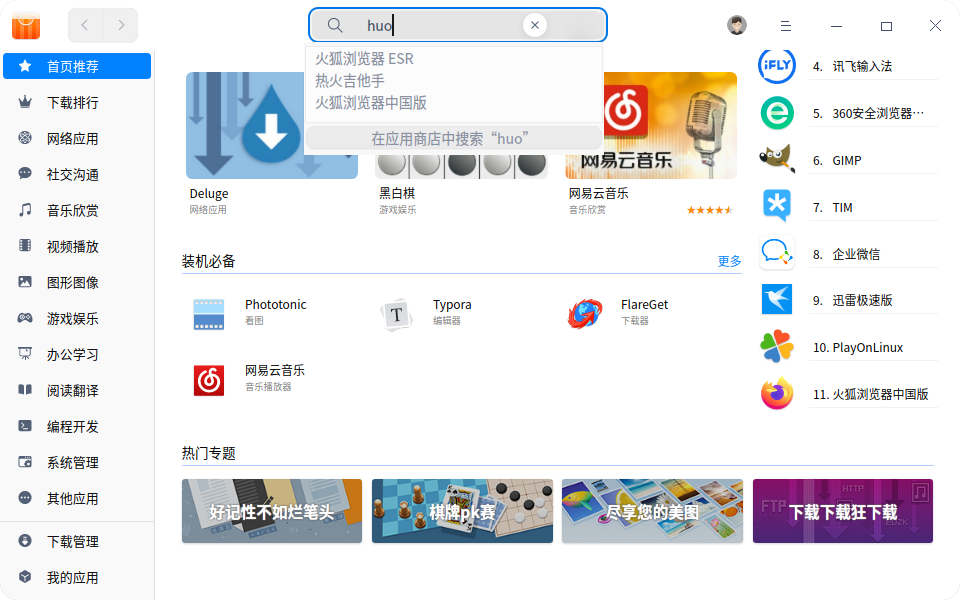 huo
火狐浏览器 ESR
热火吉他手
火狐浏览器中国版
在应用商店中搜索“huo”
首页推荐
下载排行
网络应用
社交沟通
音乐欣赏
视频播放
图形图像
游戏娱乐
办公学习
阅读翻译
编程开发
系统管理
其他应用
下载管理
我的应用
网易云音乐
Deluge
网络应用
黑白棋
游戏娱乐
网易云音乐
音乐欣赏
装机必备
更多
Phototonic
看图
T
Typora
编辑器
FlareGet
下载器
网易云音乐
音乐播放器
热门专题
好记性不如烂笔头
棋牌pk赛
尽享您的美图
HTTP
FTP
ED2K
下载下载狂下载
iFLY
4. 讯飞输入法
5. 360安全浏览器…
6. GIMP
7. TIM
8. 企业微信
9. 迅雷极速版
10. PlayOnLinux
11. 火狐浏览器中国版